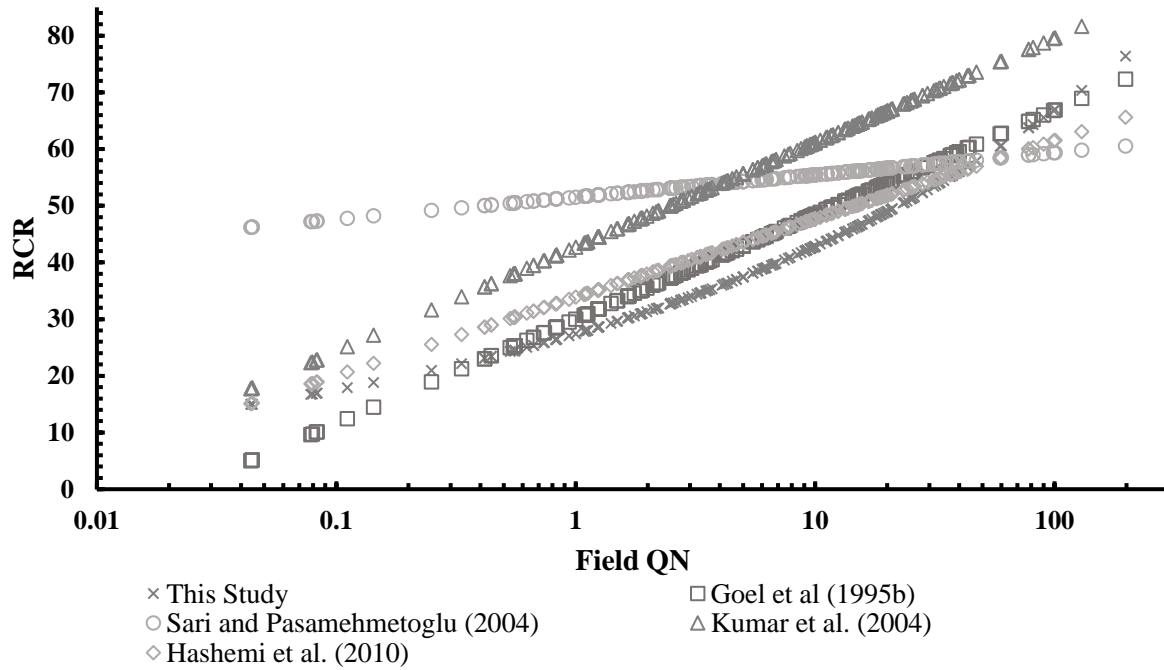 80
70
60
50
40
30
20
10
0
RCR
0.01 0.1 1 10 100
Field QN
This Study
Goel et al (1995b)
Sari and Pasamehmetoglu (2004)
Kumar et al. (2004)
Hashemi et al. (2010)